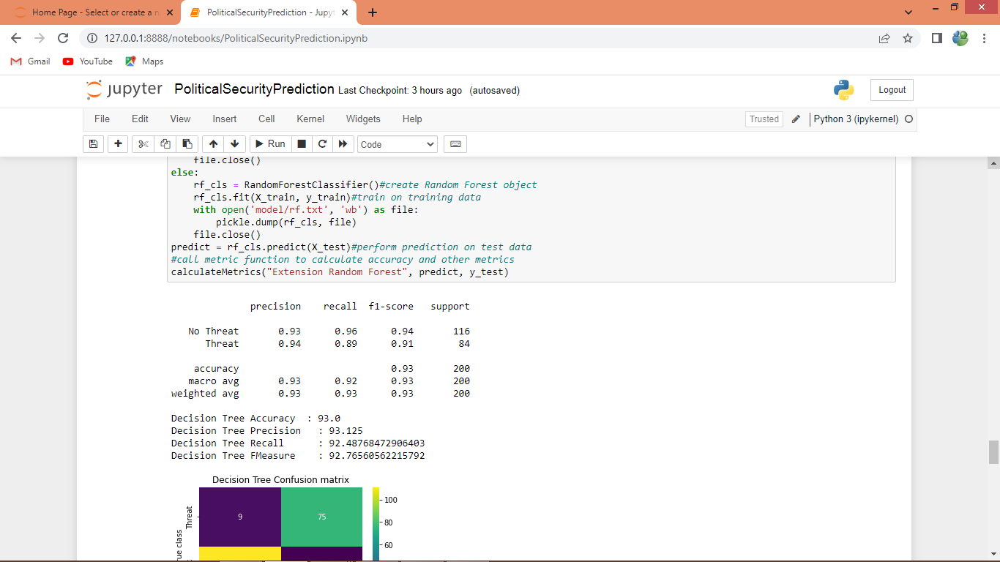 Home Page - Select or create a n
PoliticalSecurityPrediction - Jupyt
127.0.0.1:8888/notebooks/PoliticalSecurityPrediction.ipynb
Gmail YouTube Maps
jupyter PoliticalSecurityPrediction Last Checkpoint: 3 hours ago (autosaved)
Logout
File Edit View Insert Cell Kernel Widgets Help
Trusted Python 3 (ipykernel)
Run Code
file.close()
else:
rf_cls = RandomForestClassifier()#create Random Forest object
rf_cls.fit(X_train, y_train)#train on training data
with open('model/rf.txt', 'wb') as file:
pickle.dump(rf_cls, file)
file.close()
predict = rf_cls.predict(X_test)#perform prediction on test data
#call metric function to calculate accuracy and other metrics
calculateMetrics("Extension Random Forest", predict, y_test)
precision recall f1-score support
No Threat 0.93 0.96 0.94 116
Threat 0.94 0.89 0.91 84
accuracy 0.93 200
macro avg 0.93 0.92 0.93 200
weighted avg 0.93 0.93 0.93 200
Decision Tree Accuracy : 93.0
Decision Tree Precision : 93.125
Decision Tree Recall : 92.48768472906403
Decision Tree FMeasure : 92.76560562215792
Decision Tree Confusion matrix
Threat
9 75
100
80
60
class